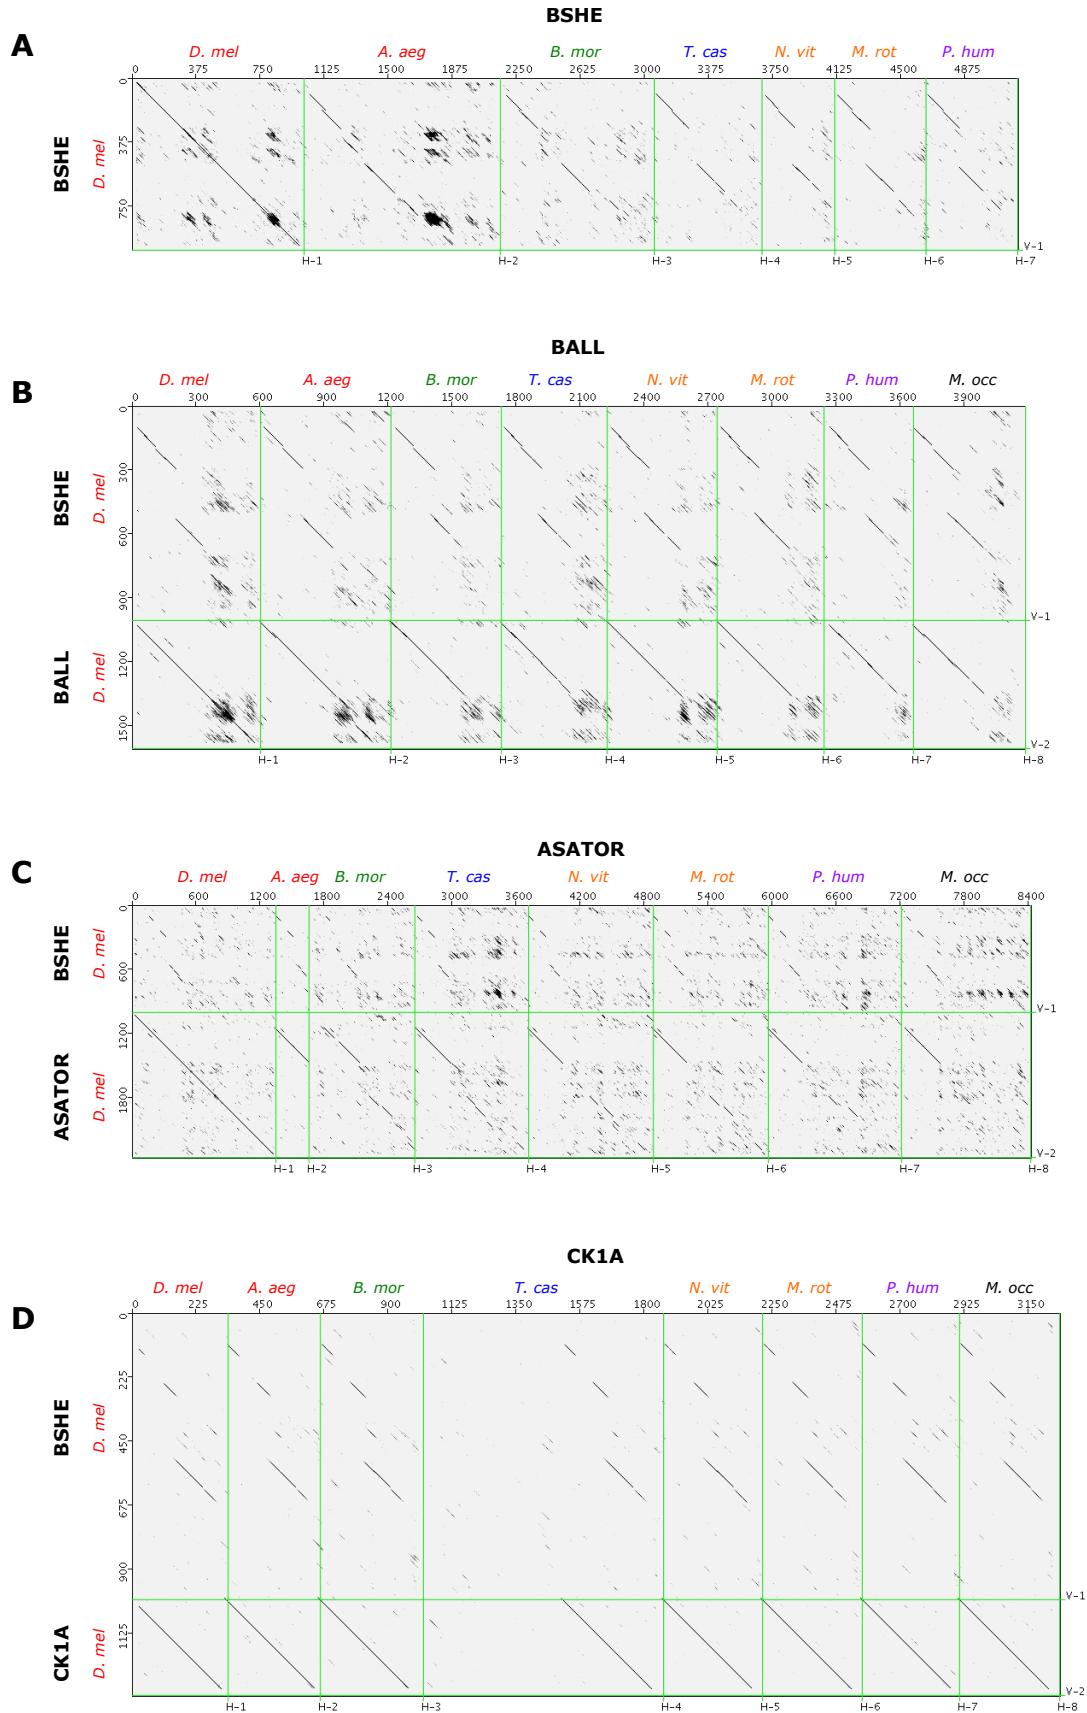 BSHE
A
D. mel A. aeg B. mor T. cas N. vit M. rot P. hum
0 375 750 1125 1500 1875 2250 2625 3000 3375 3750 4125 4500 4875
BSHE
D. mel
0 375 750
V-1
H-1 H-2 H-3 H-4 H-5 H-6 H-7
BALL
B
D. mel A. aeg B. mor T. cas N. vit M. rot P. hum M. occ
0 300 600 900 1200 1500 1800 2100 2400 2700 3000 3300 3600 3900
BSHE
D. mel
0 300 600 900
V-1
BALL
D. mel
1200 1500
V-2
H-1 H-2 H-3 H-4 H-5 H-6 H-7 H-8
ASATOR
C
D. mel A. aeg B. mor T. cas N. vit M. rot P. hum M. occ
0 600 1200 1800 2400 3000 3600 4200 4800 5400 6000 6600 7200 7800 8400
BSHE
D. mel
0 600
V-1
ASATOR
D. mel
1200 1800
V-2
H-1 H-2 H-3 H-4 H-5 H-6 H-7 H-8
CK1A
D
D. mel A. aeg B. mor T. cas N. vit M. rot P. hum M. occ
0 225 450 675 900 1125 1350 1575 1800 2025 2250 2475 2700 2925 3150
BSHE
D. mel
0 225 450 675 900
V-1
CK1A
D. mel
1125
V-2
H-1 H-2 H-3 H-4 H-5 H-6 H-7 H-8